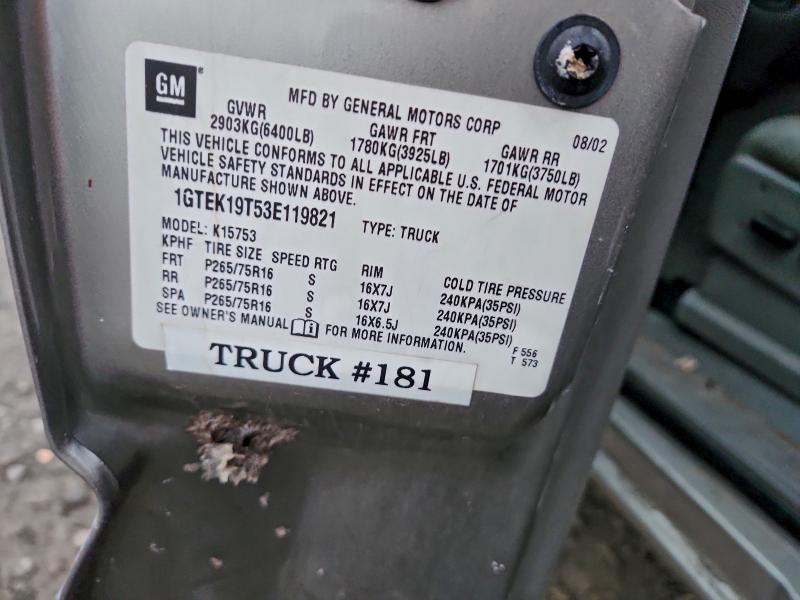 GM
MFD BY GENERAL MOTORS CORP 08/02
GVWR GAWR FRT GAWR RR
2903KG(6400LB) 1780KG(3925LB) 1701KG(3750LB)
THIS VEHICLE CONFORMS TO ALL APPLICABLE U.S. FEDERAL MOTOR
VEHICLE SAFETY STANDARDS IN EFFECT ON THE DATE OF
MANUFACTURE SHOWN ABOVE.
1GTEK19T53E119821 TYPE: TRUCK
MODEL: K15753
KPHF TIRE SIZE SPEED RTG RIM COLD TIRE PRESSURE
FRT P265/75R16 S 16X7J 240KPA(35PSI)
RR P265/75R16 S 16X7J 240KPA(35PSI)
SPA P265/75R16 S 16X6.5J 240KPA(35PSI)
SEE OWNER'S MANUAL FOR MORE INFORMATION.
F 556
T 573
TRUCK #181